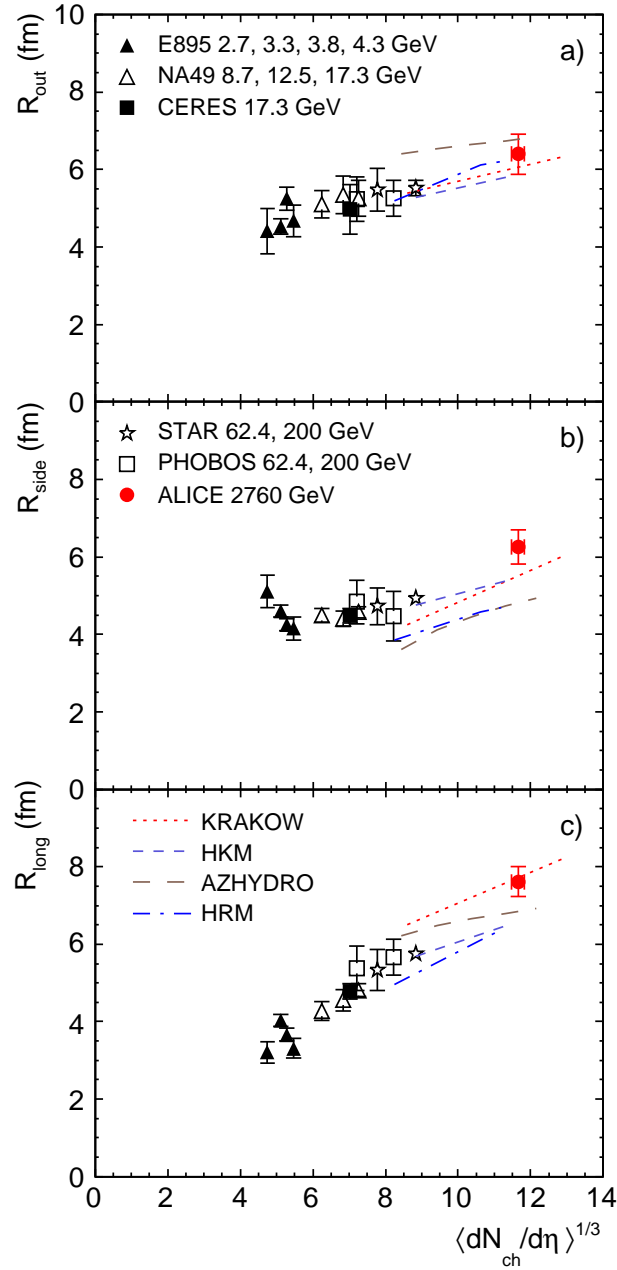 R_out (fm)
10
8
6
4
2
0
E895 2.7, 3.3, 3.8, 4.3 GeV
NA49 8.7, 12.5, 17.3 GeV
CERES 17.3 GeV
a)
R_side (fm)
8
6
4
2
0
STAR 62.4, 200 GeV
PHOBOS 62.4, 200 GeV
ALICE 2760 GeV
b)
R_long (fm)
8
6
4
2
0
KRAKOW
HKM
AZHYDRO
HRM
c)
0 2 4 6 8 10 12 14
⟨dN_ch/dη⟩^1/3